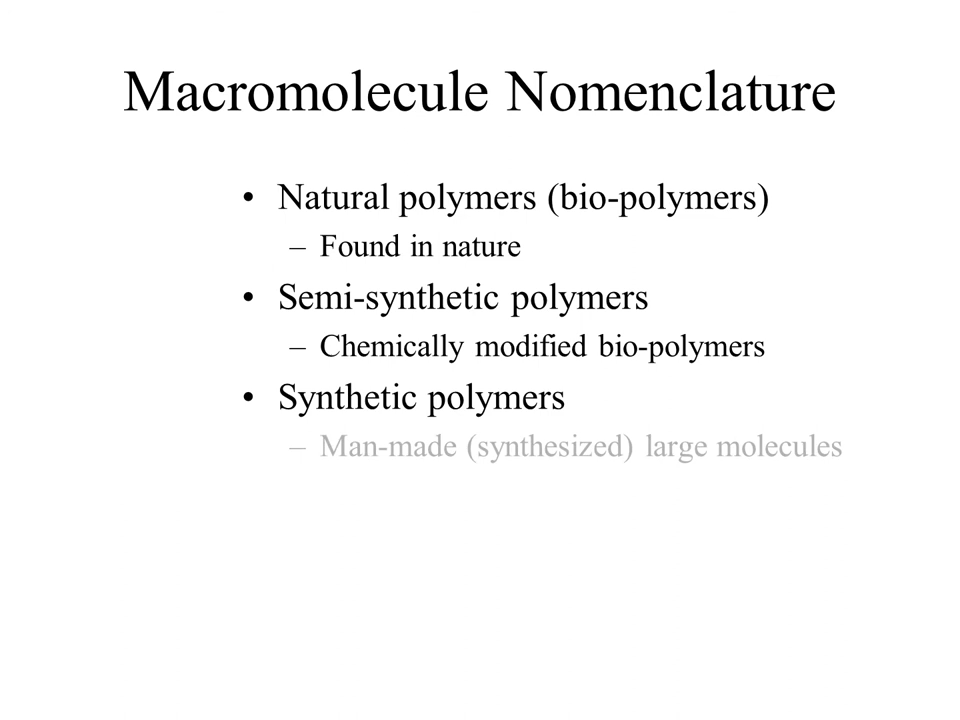 Macromolecule Nomenclature
• Natural polymers (bio-polymers)
– Found in nature
• Semi-synthetic polymers
– Chemically modified bio-polymers
• Synthetic polymers
– Man-made (synthesized) large molecules